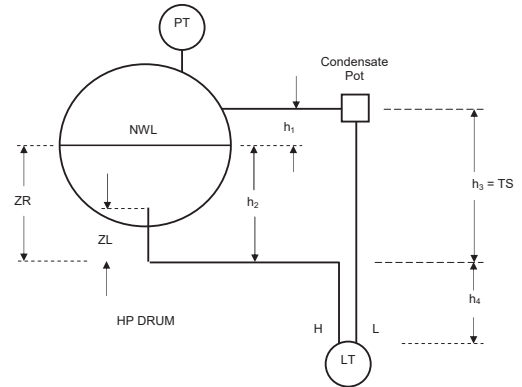 PT
Condensate
Pot
NWL
h₁
ZR
h₂
h₃ = TS
ZL
h₄
HP DRUM
H
L
LT